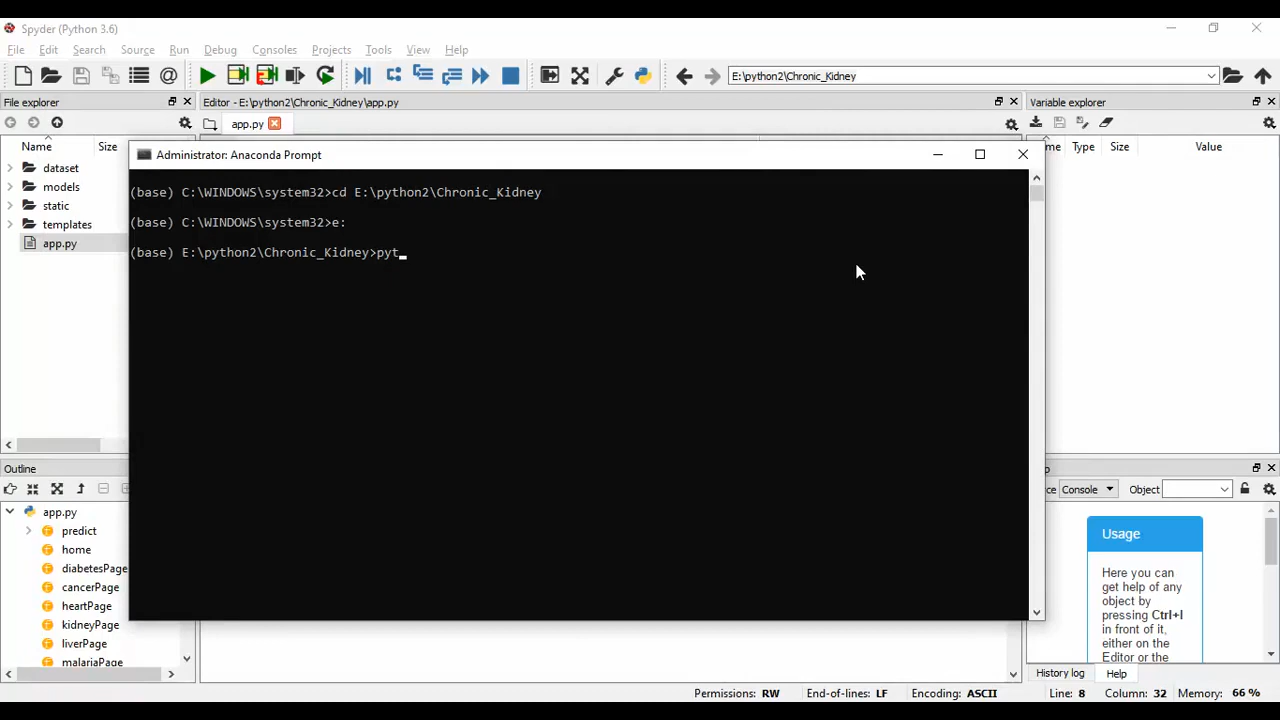 Spyder (Python 3.6)
File Edit Search Source Run Debug Consoles Projects Tools View Help
E:\python2\Chronic_Kidney
File explorer
Editor - E:\python2\Chronic_Kidney\app.py
Variable explorer
app.py
Name Size
me Type Size Value
dataset
models
static
templates
app.py
Administrator: Anaconda Prompt
(base) C:\WINDOWS\system32>cd E:\python2\Chronic_Kidney
(base) C:\WINDOWS\system32>e:
(base) E:\python2\Chronic_Kidney>pyt
Outline
app.py
predict
home
diabetesPage
cancerPage
heartPage
kidneyPage
liverPage
malariaPage
p
ce Console Object
Usage
Here you can
get help of any
object by
pressing Ctrl+I
in front of it,
either on the
Editor or the
History log Help
Permissions: RW End-of-lines: LF Encoding: ASCII Line: 8 Column: 32 Memory: 66 %